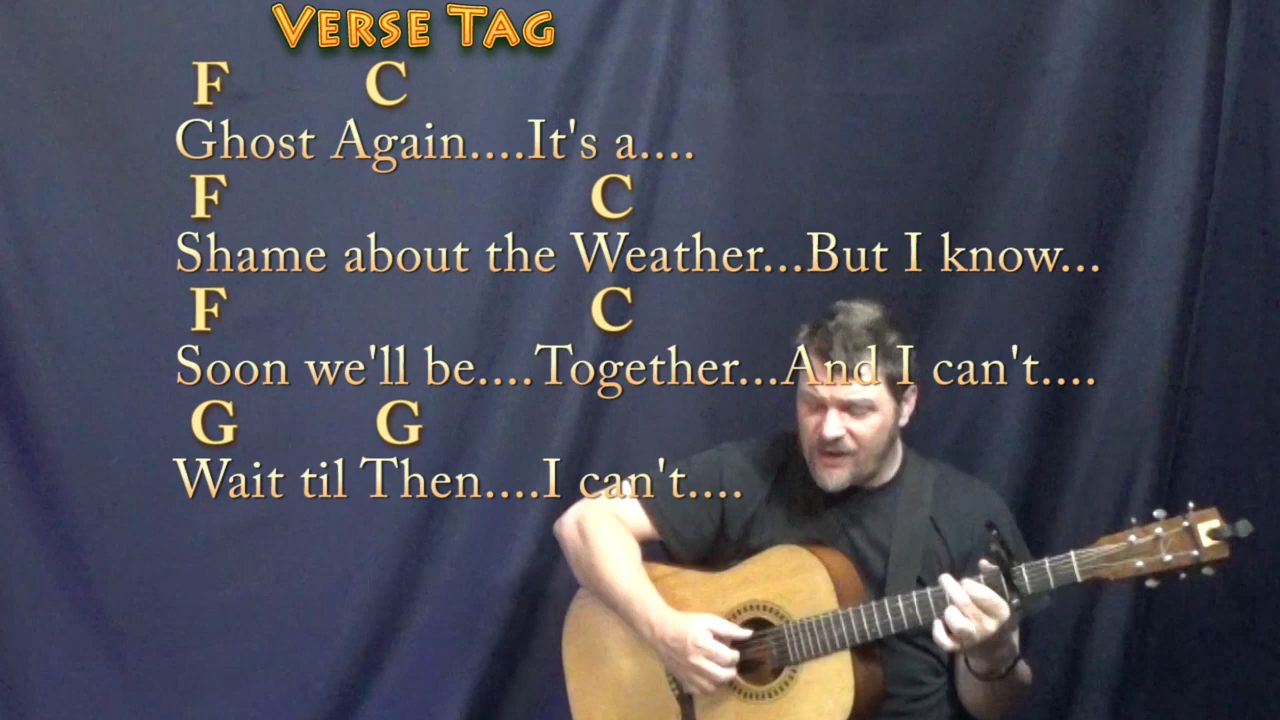 Verse Tag
F C
Ghost Again....It's a....
F C
Shame about the Weather...But I know...
F C
Soon we'll be....Together...And I can't....
G G
Wait til Then....I can't....